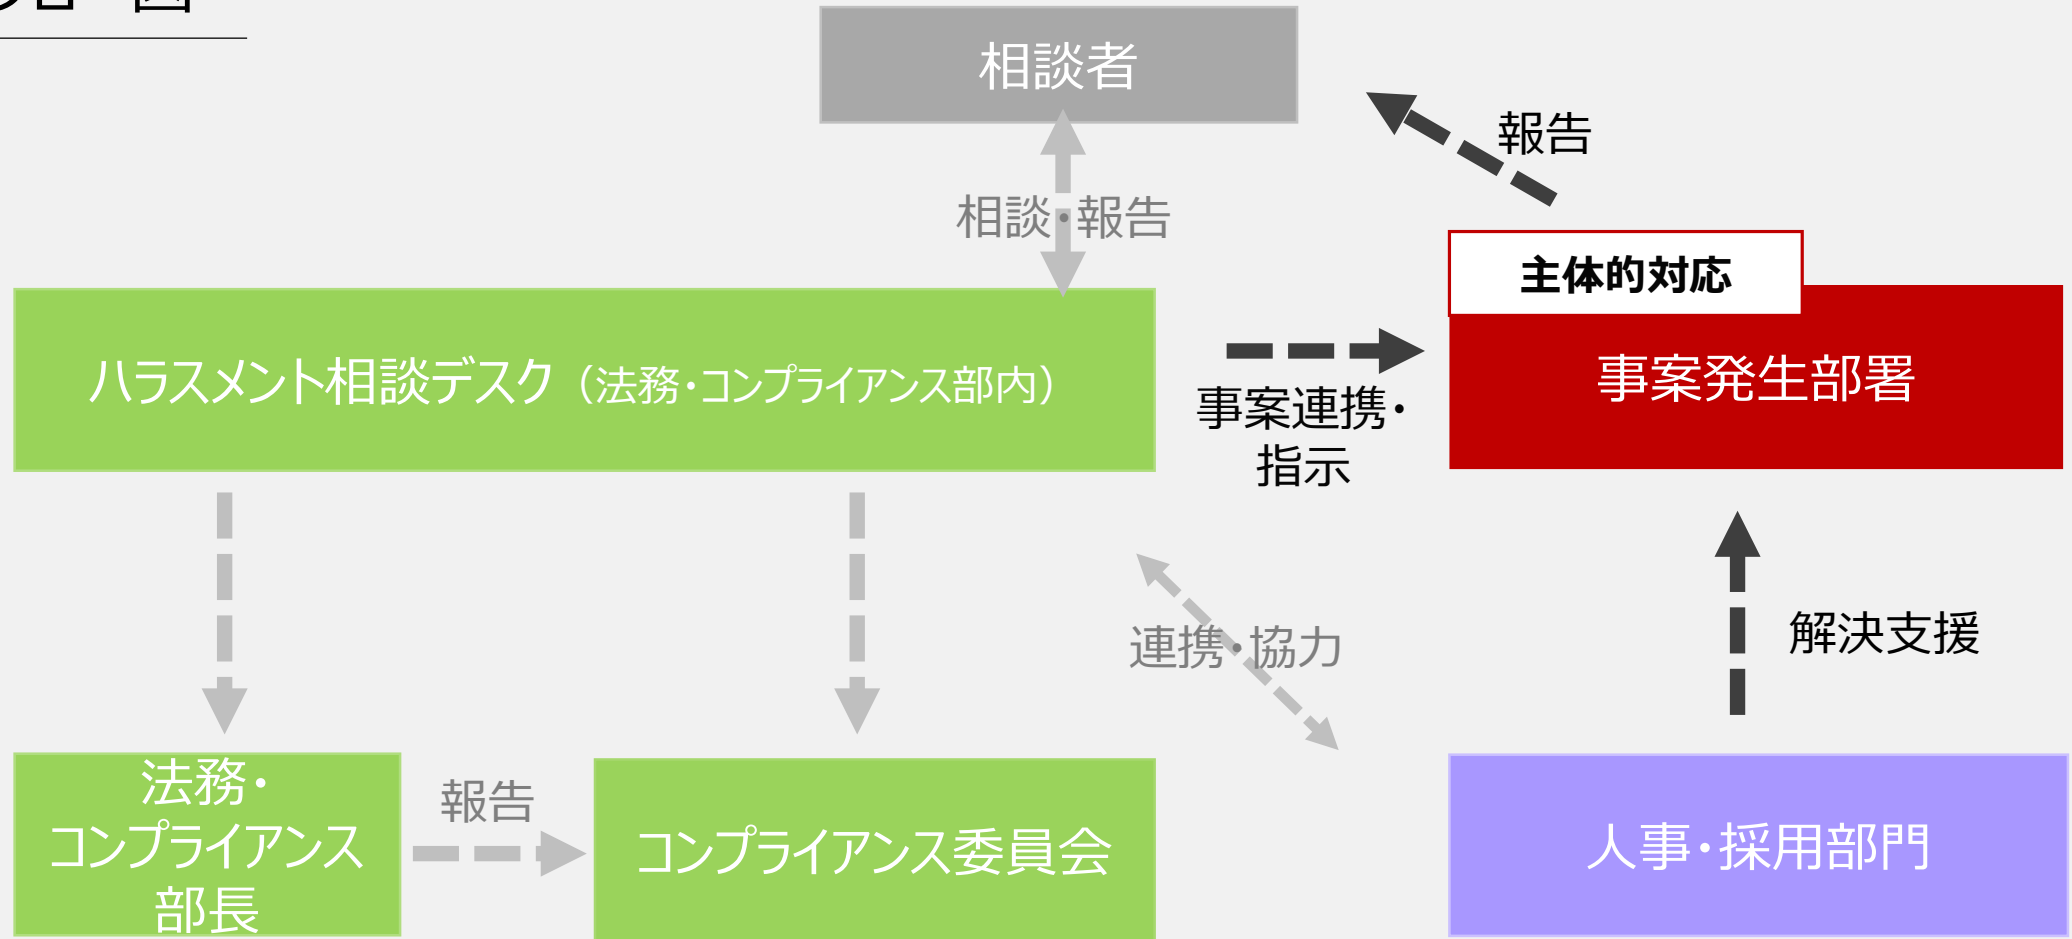 フロー図
相談者
報告
相談・報告
主体的対応
ハラスメント相談デスク（法務・コンプライアンス部内）
事案発生部署
事案連携・
指示
連携・協力
解決支援
法務・
コンプライアンス
部長
報告
コンプライアンス委員会
人事・採用部門